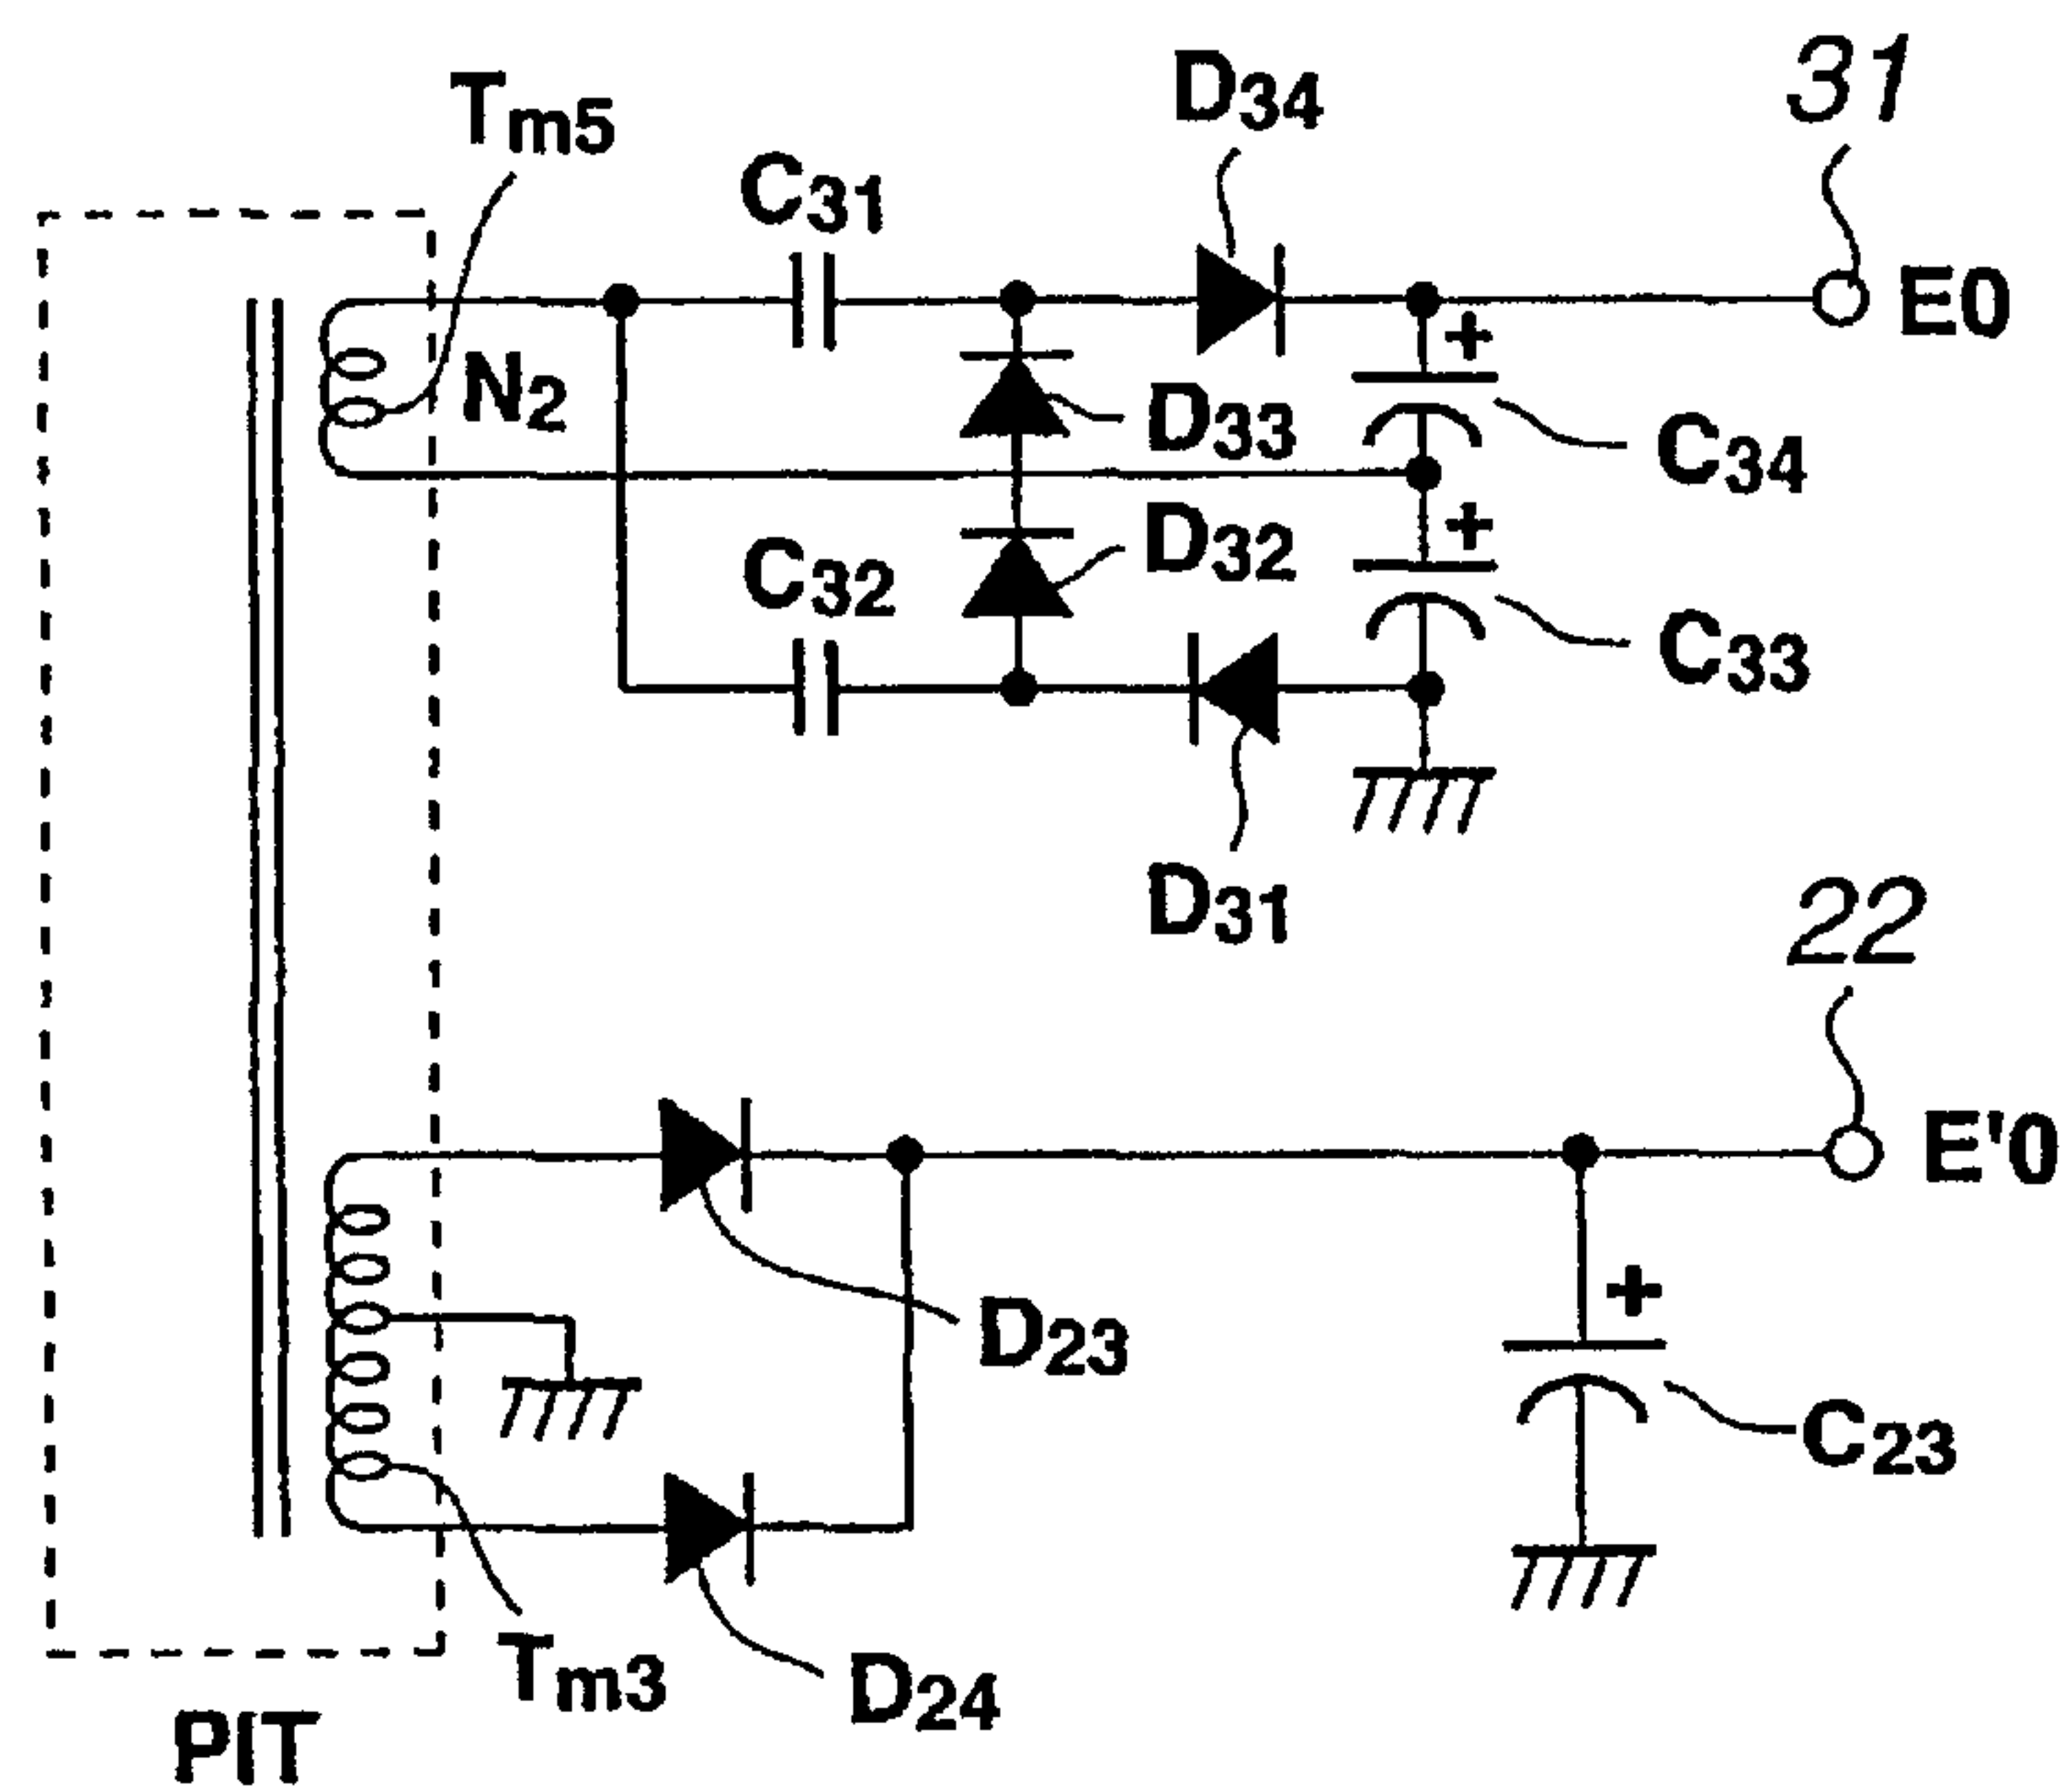 Tm5
D34
31
C31
E0
N2
D33
C34
D32
C32
C33
D31
22
E'0
D23
C23
Tm3
D24
PIT
+
+
+